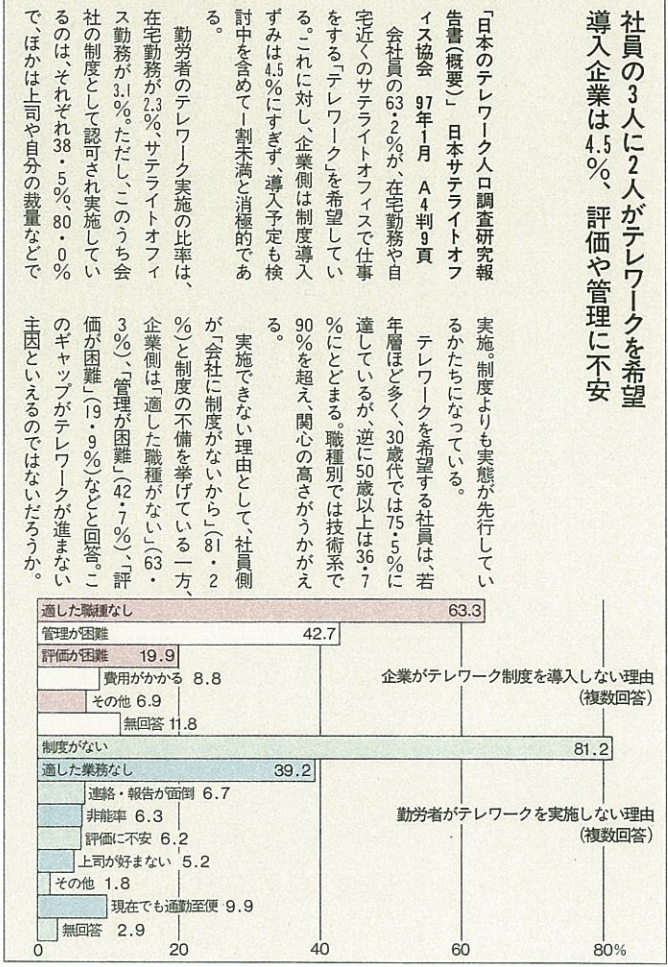 社員の3人に2人がテレワークを希望
導入企業は4.5%、評価や管理に不安
「日本のテレワーク人口調査研究報
告書(概要)」 日本サテライトオフ
ィス協会 97年1月 A4判9頁
会社員の63・2%が、在宅勤務や自
宅近くのサテライトオフィスで仕事
をする「テレワーク」を希望してい
る。これに対し、企業側は制度導入
ずみは4.5%にすぎず、導入予定も検
討中を含めて1割未満と消極的であ
る。
勤労者のテレワーク実施の比率は、
在宅勤務が2.3%、サテライトオフィ
ス勤務が3.1%。ただし、このうち会
社の制度として認可され実施してい
るのは、それぞれ38・5%、80・0%
で、ほかは上司や自分の裁量などで
実施。制度よりも実態が先行してい
るかたちになっている。
テレワークを希望する社員は、若
年層ほど多く、30歳代では75・5%に
達しているが、逆に50歳以上は36・7
%にとどまる。職種別では技術系で
90%を超え、関心の高さがうかがえ
る。
実施できない理由として、社員側
が「会社に制度がないから」(81・2
%)と制度の不備を挙げている一方、
企業側は「適した職種がない」(63・
3%)、「管理が困難」(42・7%)、「評
価が困難」(19・9%)などと回答。こ
のギャップがテレワークが進まない
主因といえるのではないだろうか。
適した職種なし 63.3
管理が困難 42.7
評価が困難 19.9
費用がかかる 8.8
その他 6.9
無回答 11.8
企業がテレワーク制度を導入しない理由
(複数回答)
制度がない 81.2
適した業務なし 39.2
連絡・報告が面倒 6.7
非能率 6.3
評価に不安 6.2
上司が好まない 5.2
その他 1.8
現在でも通勤至便 9.9
無回答 2.9
勤労者がテレワークを実施しない理由
(複数回答)
0 20 40 60 80%